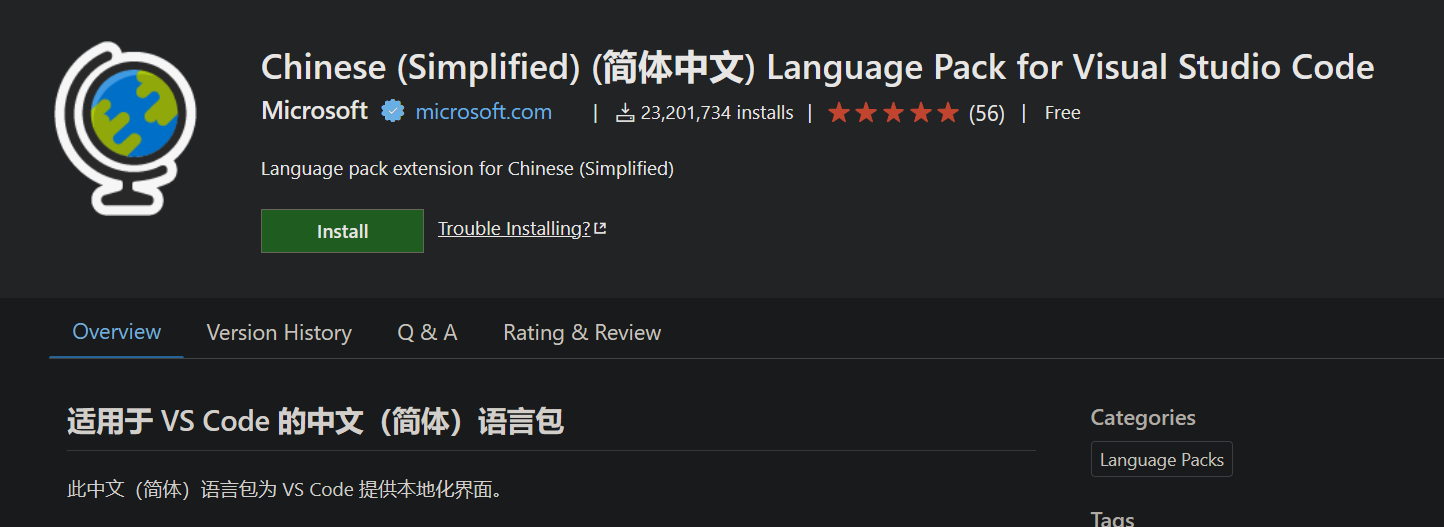 Chinese (Simplified) (简体中文) Language Pack for Visual Studio Code
Microsoft microsoft.com | 23,201,734 installs | (56) | Free
Language pack extension for Chinese (Simplified)
Install Trouble Installing?
Overview Version History Q & A Rating & Review
适用于 VS Code 的中文（简体）语言包
此中文（简体）语言包为 VS Code 提供本地化界面。
Categories
Language Packs
Tags